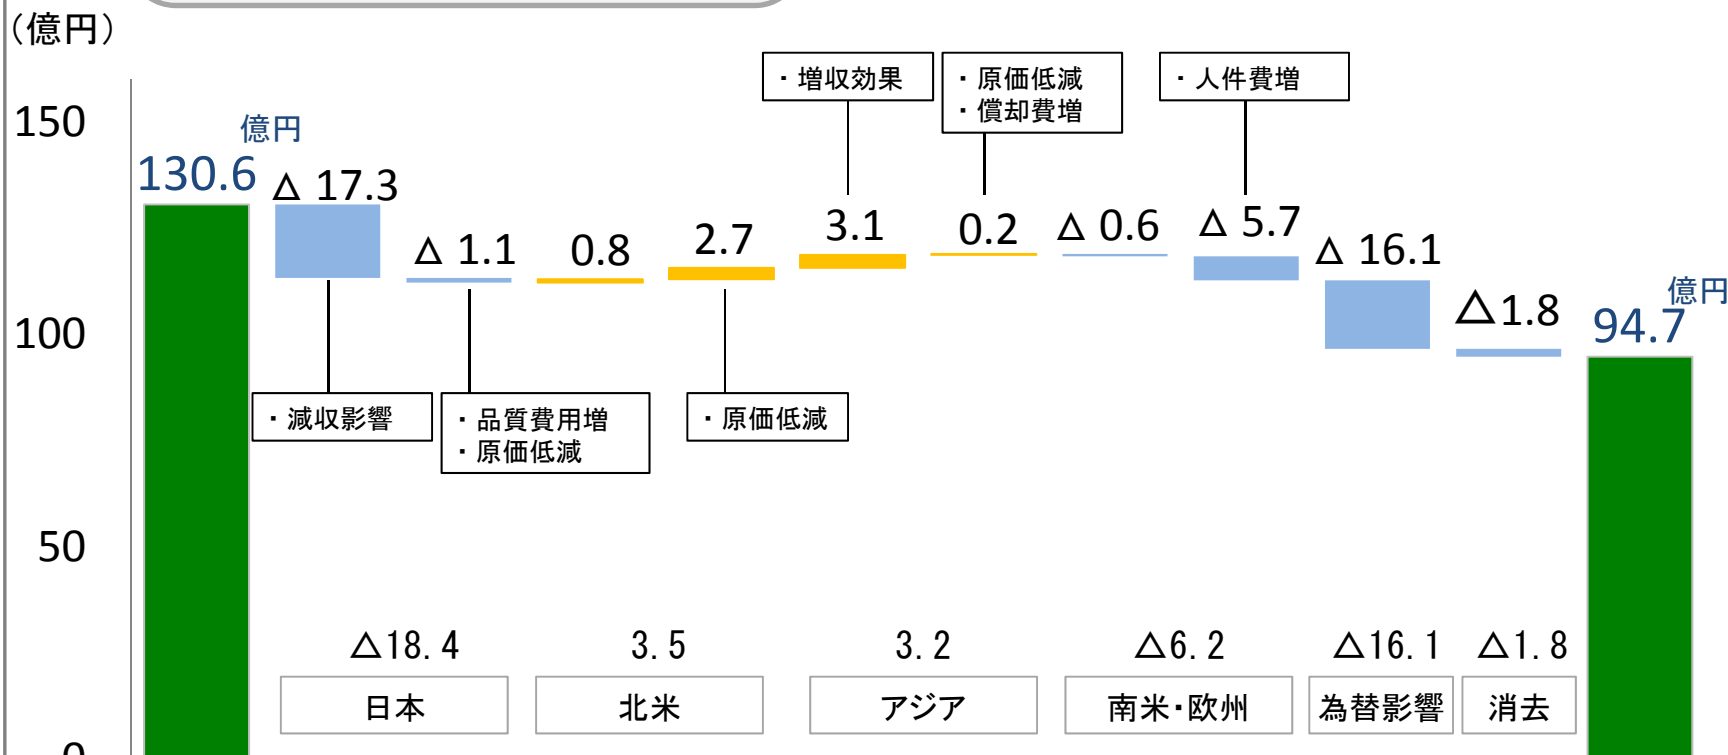 (億円)
150
100
50
0
億円
130.6
△ 17.3
△ 1.1
0.8
2.7
3.1
0.2
△ 0.6
△ 5.7
△ 16.1
△1.8
億円
94.7
・増収効果
・原価低減
・償却費増
・人件費増
・減収影響
・品質費用増
・原価低減
・原価低減
△18.4
3.5
3.2
△6.2
△16.1
△1.8
日本
北米
アジア
南米・欧州
為替影響
消去